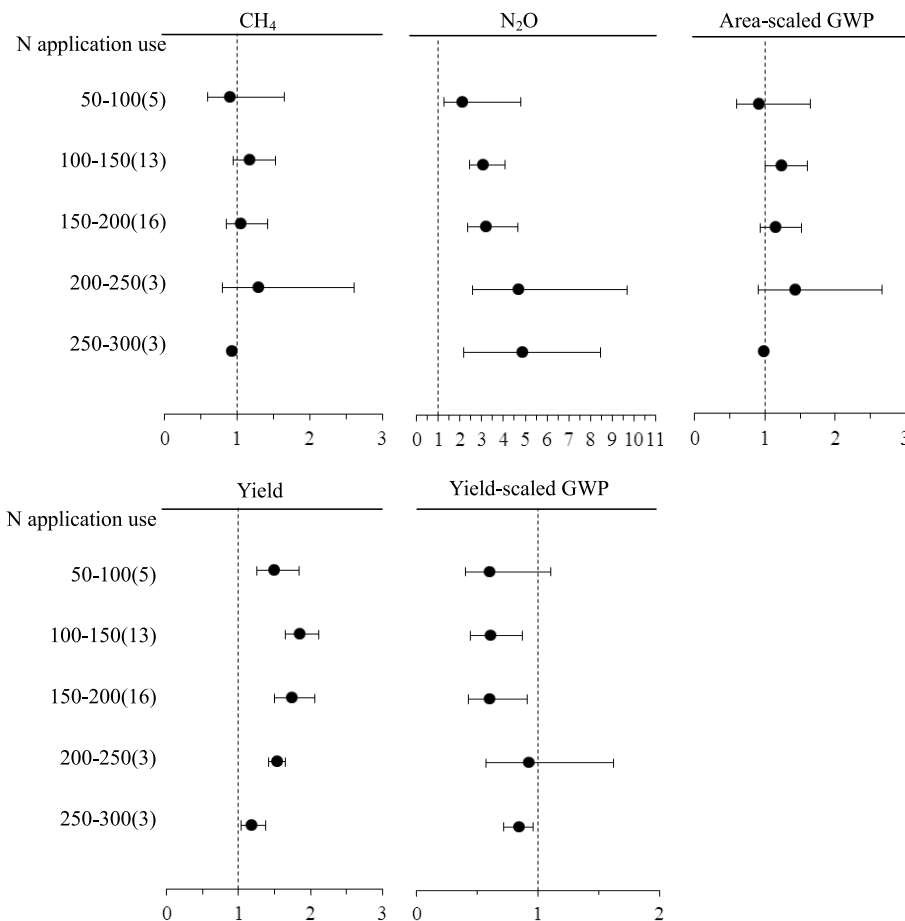 CH₄
N₂O
Area-scaled GWP
N application use
50-100(5)
100-150(13)
150-200(16)
200-250(3)
250-300(3)
0 1 2 3
0 1 2 3 4 5 6 7 8 9 10 11
0 1 2 3
Yield
Yield-scaled GWP
N application use
50-100(5)
100-150(13)
150-200(16)
200-250(3)
250-300(3)
0 1 2 3
0 1 2